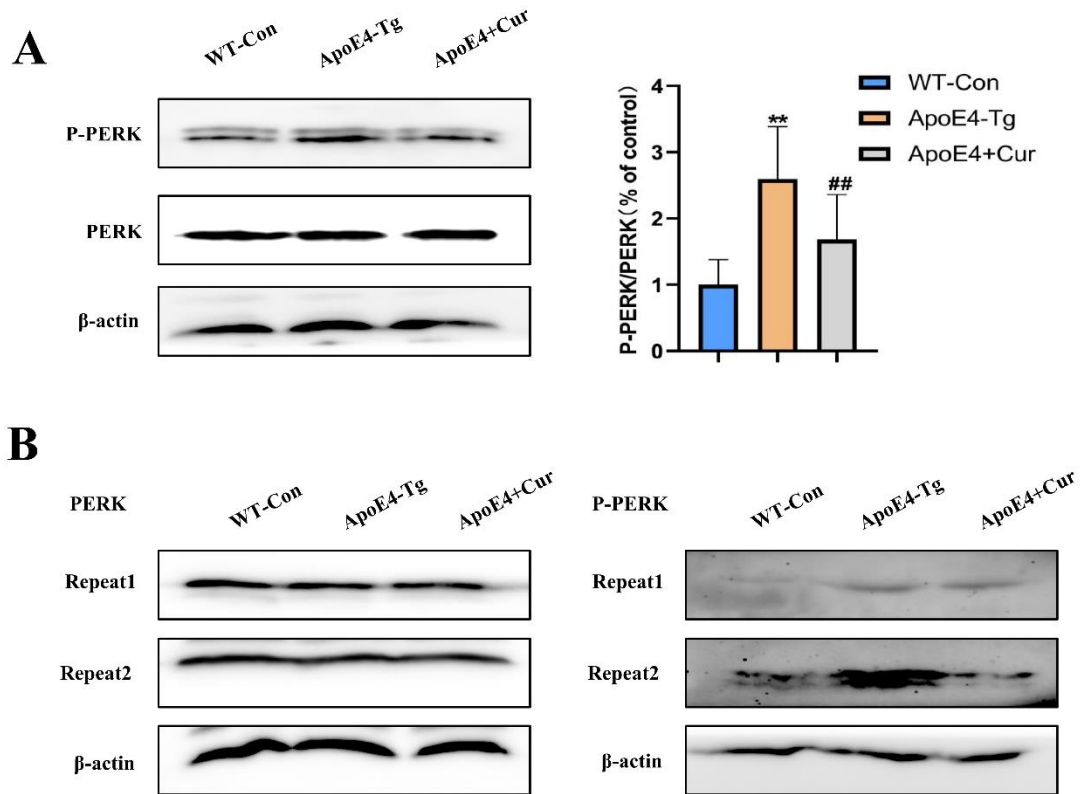 A
WT-Con
ApoE4-Tg
ApoE4+Cur
P-PERK
PERK
β-actin
P-PERK/PERK(% of control)
4
3
2
1
0
**
##
WT-Con
ApoE4-Tg
ApoE4+Cur
B
PERK
WT-Con
ApoE4-Tg
ApoE4+Cur
Repeat1
Repeat2
β-actin
P-PERK
WT-Con
ApoE4-Tg
ApoE4+Cur
Repeat1
Repeat2
β-actin